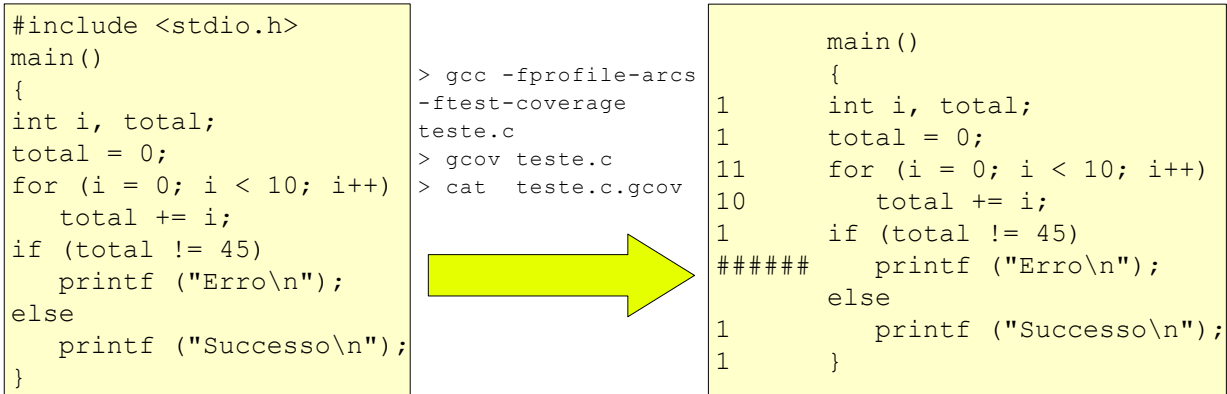 #include <stdio.h>
main()
{
int i, total;
total = 0;
for (i = 0; i < 10; i++)
   total += i;
if (total != 45)
   printf ("Erro\n");
else
   printf ("Successo\n");
}
> gcc -fprofile-arcs
-ftest-coverage
teste.c
> gcov teste.c
> cat  teste.c.gcov
       main()
       {
1      int i, total;
1      total = 0;
11     for (i = 0; i < 10; i++)
10        total += i;
1      if (total != 45)
######    printf ("Erro\n");
       else
1         printf ("Successo\n");
1      }